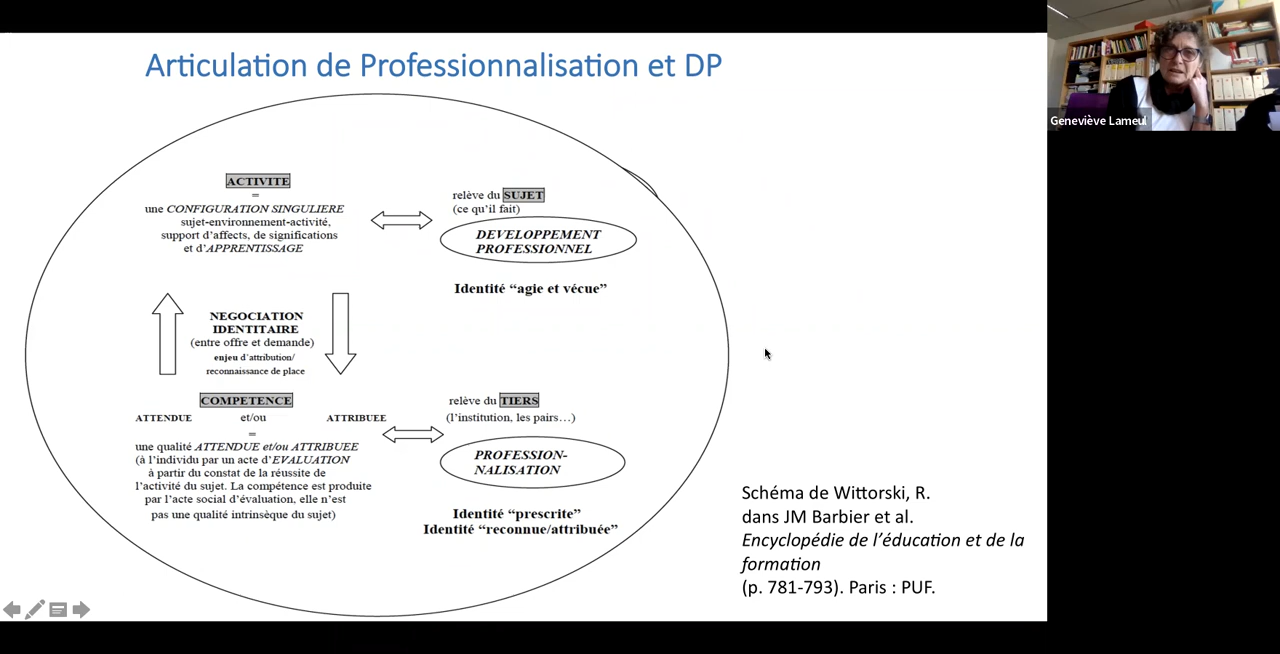 Articulation de Professionnalisation et DP
Geneviève Lameul
ACTIVITE
=
une CONFIGURATION SINGULIERE
sujet-environnement-activité,
support d'affects, de significations
et d'APPRENTISSAGE
relève du SUJET
(ce qu'il fait)
DEVELOPPEMENT
PROFESSIONNEL
Identité “agie et vécue”
NEGOCIATION
IDENTITAIRE
(entre offre et demande)
enjeu d'attribution/
reconnaissance de place
COMPETENCE
ATTENDUE et/ou ATTRIBUEE
=
une qualité ATTENDUE et/ou ATTRIBUEE
(à l'individu par un acte d'EVALUATION
à partir du constat de la réussite de
l'activité du sujet. La compétence est produite
par l'acte social d'évaluation, elle n'est
pas une qualité intrinsèque du sujet)
relève du TIERS
(l'institution, les pairs…)
PROFESSION-
NALISATION
Identité “prescrite”
Identité “reconnue/attribuée”
Schéma de Wittorski, R.
dans JM Barbier et al.
Encyclopédie de l’éducation et de la
formation
(p. 781-793). Paris : PUF.